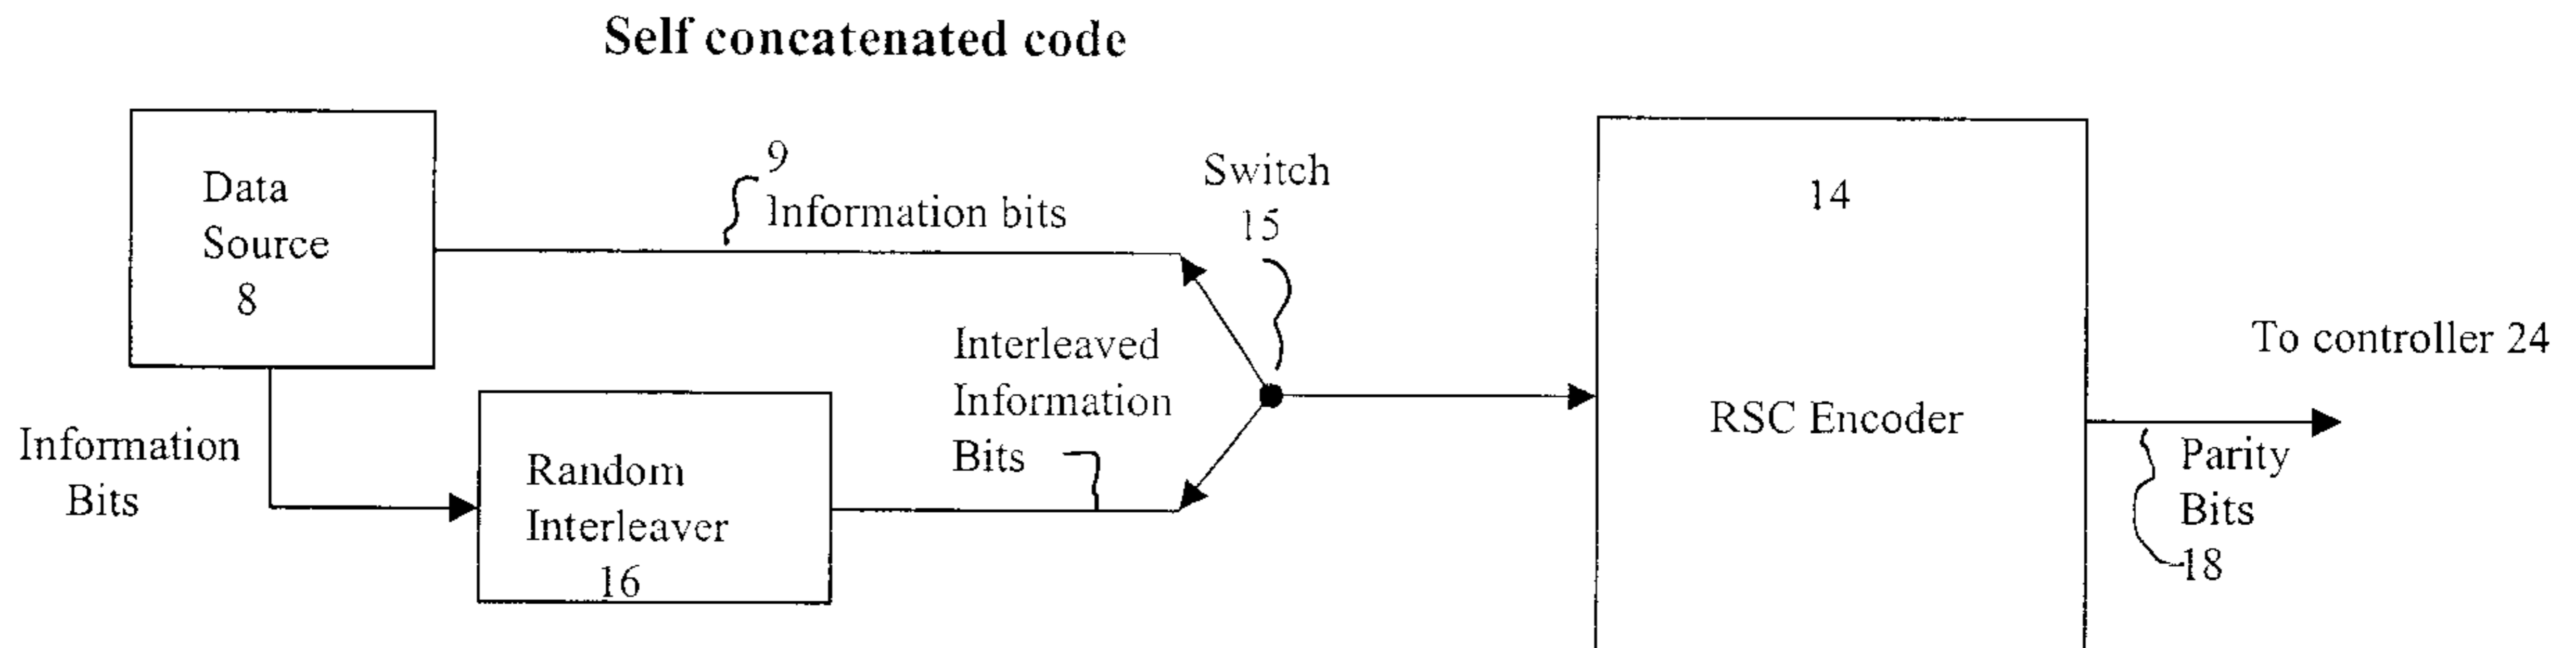 Self concatenated code
Data
Source
8
9
Information bits
Switch
15
14
Interleaved
Information
Bits
To controller 24
Information
Bits
Random
Interleaver
16
RSC Encoder
Parity
Bits
18